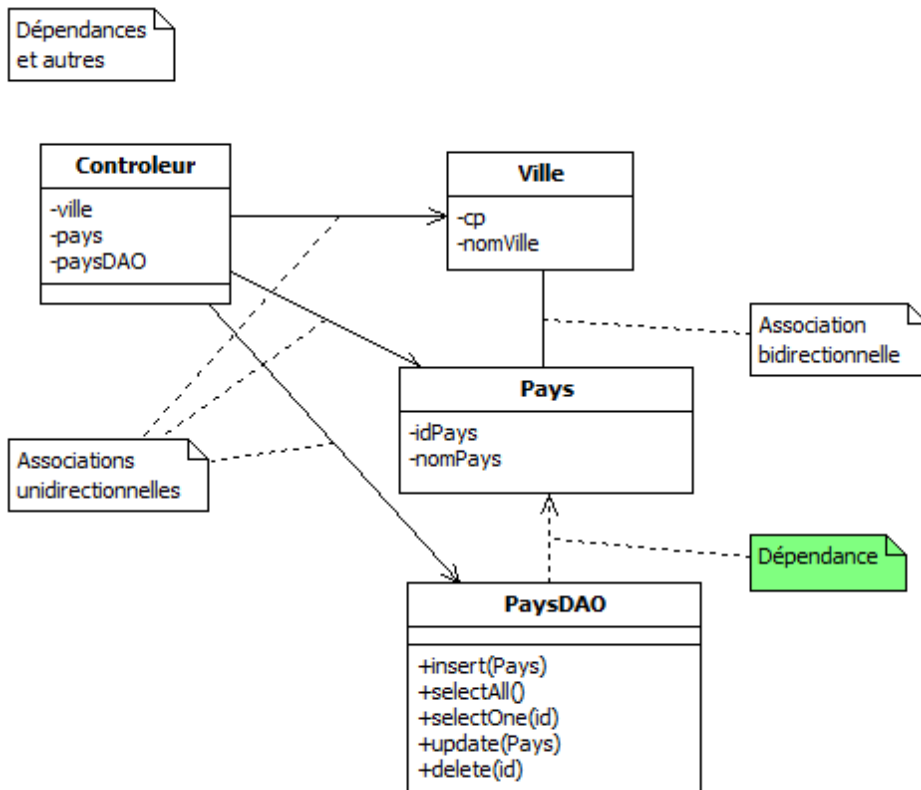 Dépendances
et autres
Controleur
-ville
-pays
-paysDAO
Ville
-cp
-nomVille
Association
bidirectionnelle
Pays
-idPays
-nomPays
Associations
unidirectionnelles
Dépendance
PaysDAO
+insert(Pays)
+selectAll()
+selectOne(id)
+update(Pays)
+delete(id)